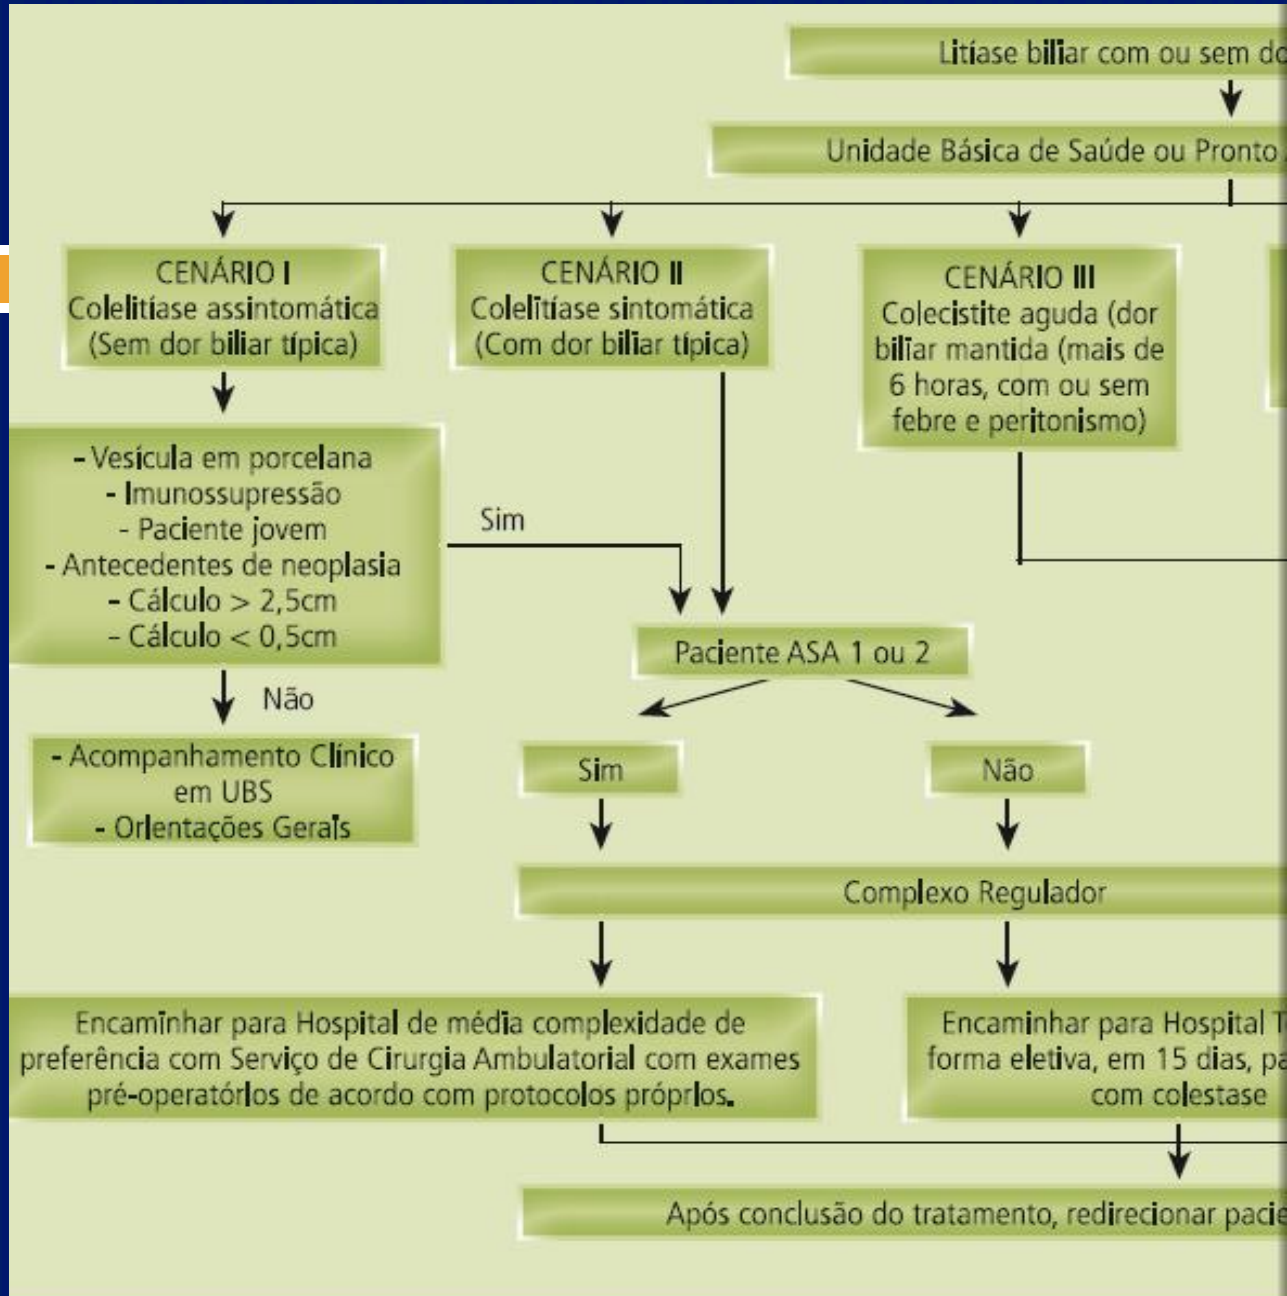 Litíase biliar com ou sem
Unidade Básica de Saúde ou Pronto
CENÁRIO I
Colelitíase assintomática
(Sem dor biliar típica)
CENÁRIO II
Colelitíase sintomática
(Com dor biliar típica)
CENÁRIO III
Colecistite aguda (dor
biliar mantida (mais de
6 horas, com ou sem
febre e peritonismo)
- Vesícula em porcelana
- Imunossupressão
- Paciente jovem
- Antecedentes de neoplasia
- Cálculo > 2,5cm
- Cálculo < 0,5cm
Sim
Paciente ASA 1 ou 2
Não
- Acompanhamento Clínico
em UBS
- Orientações Gerais
Sim
Não
Complexo Regulador
Encaminhar para Hospital de média complexidade de
preferência com Serviço de Cirurgia Ambulatorial com exames
pré-operatórios de acordo com protocolos próprios.
Encaminhar para Hospital
forma eletiva, em 15 dias,
com colestase
Após conclusão do tratamento, redirecionar